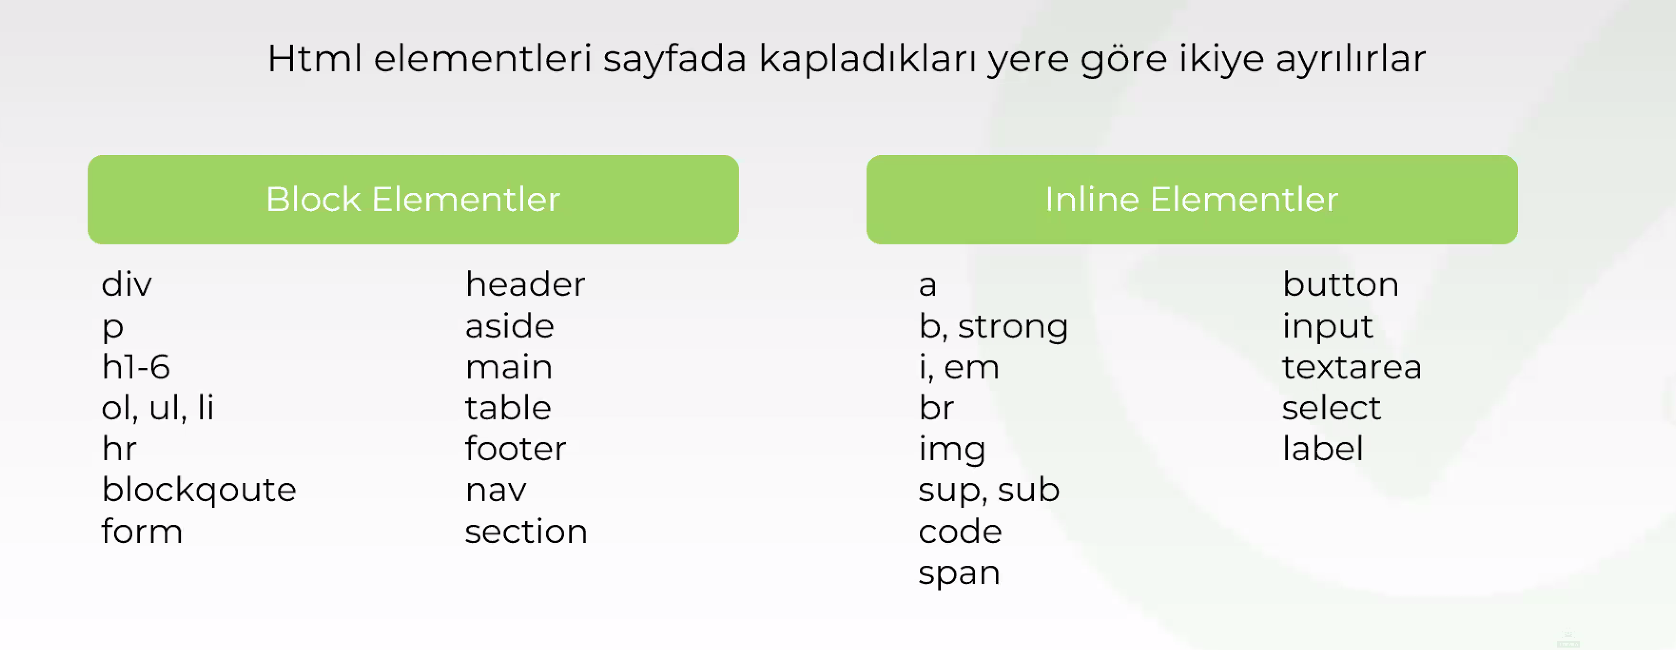 Html elementleri sayfada kapladıkları yere göre ikiye ayrılırlar
Block Elementler
div
p
h1-6
ol, ul, li
hr
blockqoute
form
header
aside
main
table
footer
nav
section
Inline Elementler
a
b, strong
i, em
br
img
sup, sub
code
span
button
input
textarea
select
label